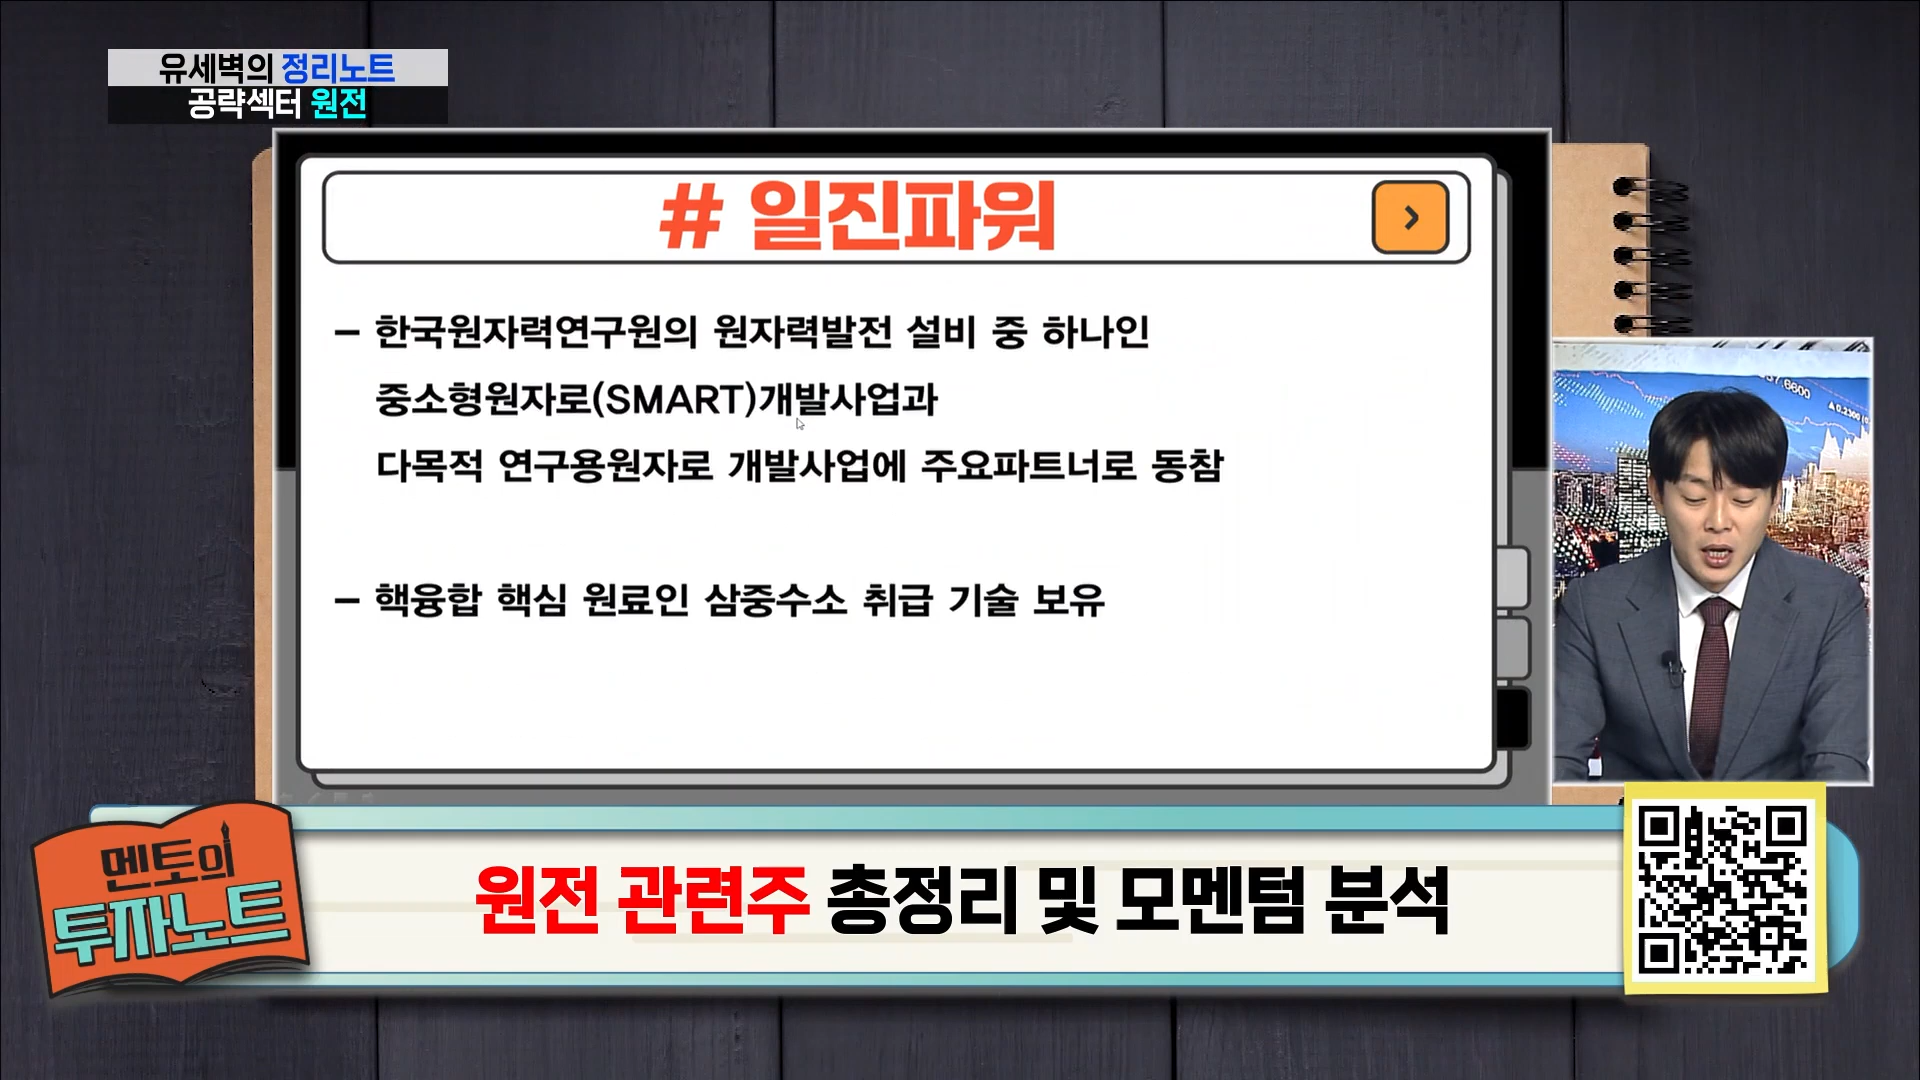 유세벽의 정리노트
공략섹터 원전
# 일진파워
– 한국원자력연구원의 원자력발전 설비 중 하나인
중소형원자로(SMART)개발사업과
다목적 연구용원자로 개발사업에 주요파트너로 동참
– 핵융합 핵심 원료인 삼중수소 취급 기술 보유
멘토의
투자노트
원전 관련주 총정리 및 모멘텀 분석